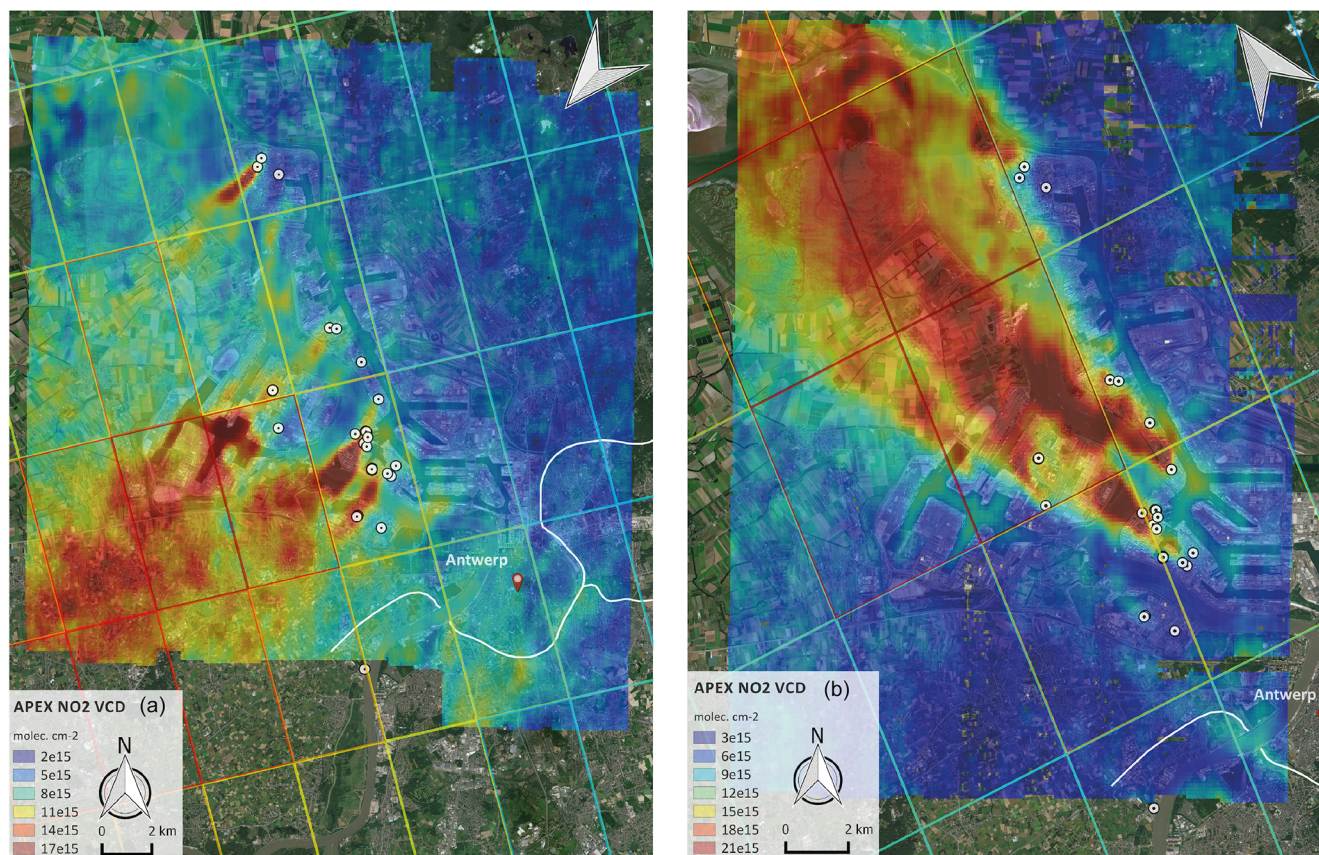 Antwerp
APEX NO2 VCD (a)
molec. cm-2
N
2e15
5e15
8e15
11e15
14e15
17e15
0 2 km
Antwerp
APEX NO2 VCD (b)
molec. cm-2
N
3e15
6e15
9e15
12e15
15e15
18e15
21e15
0 2 km